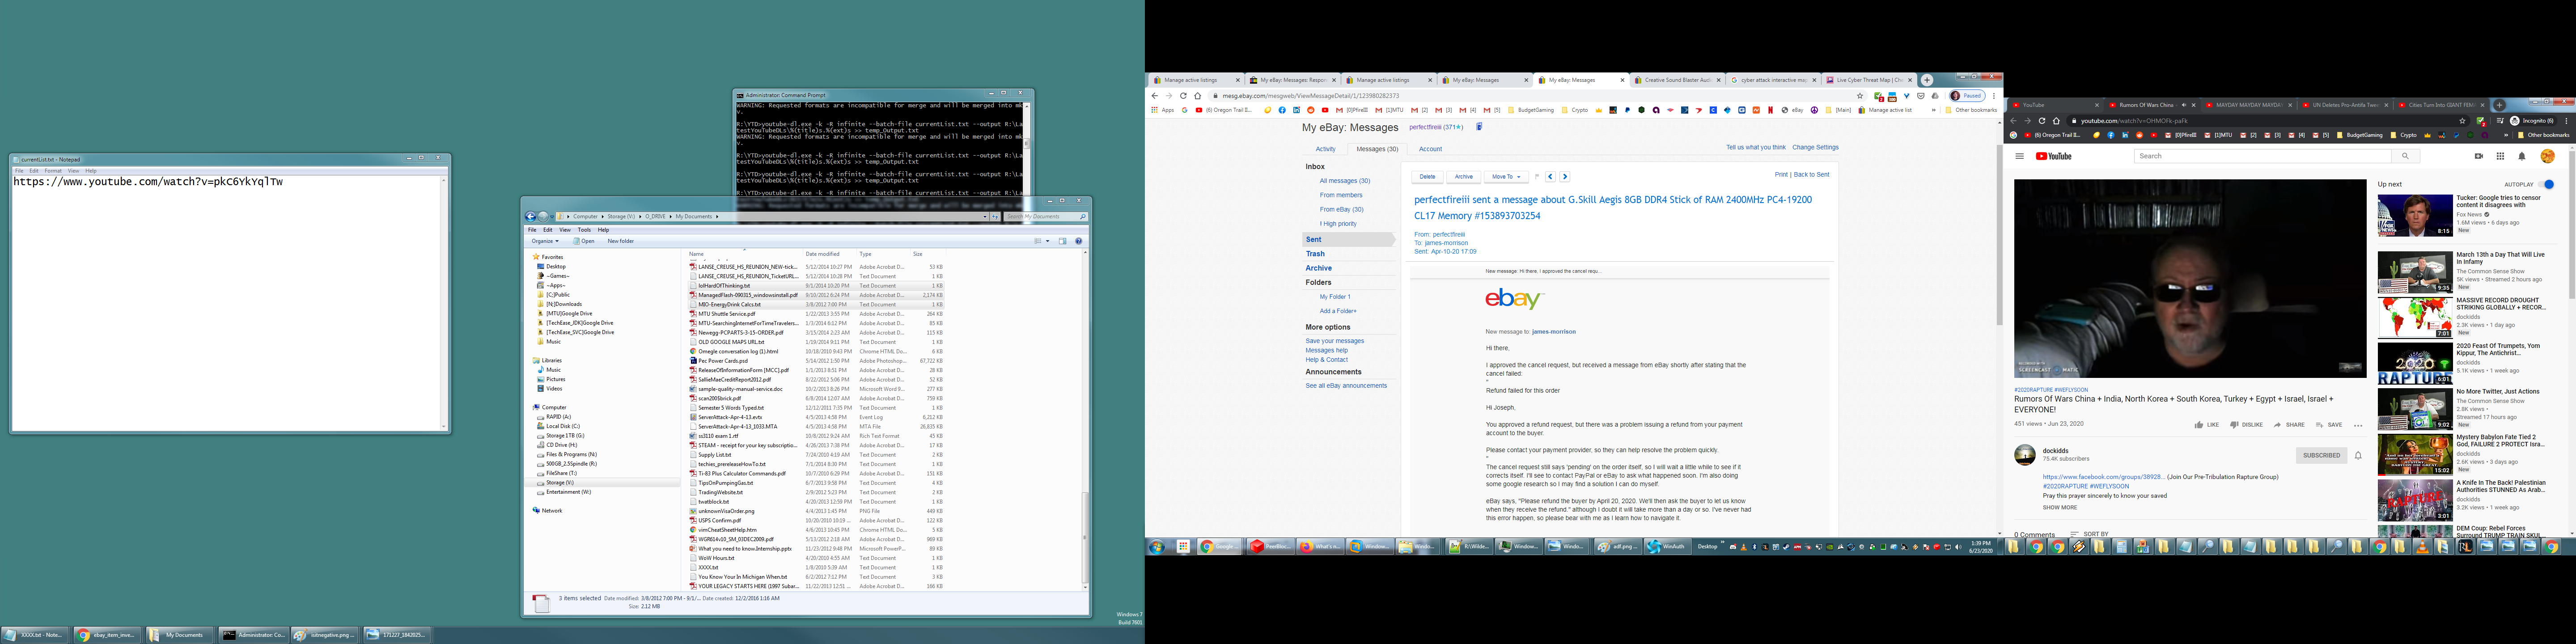 currentList.txt - Notepad
File Edit Format View Help
https://www.youtube.com/watch?v=pkC6YkYqlTw
Administrator: Command Prompt
WARNING: Requested formats are incompatible for merge and will be merged into mk
v.
R:\YTD>youtube-dl.exe -k -R infinite --batch-file currentList.txt --output R:\La
testYouTubeDLs\%(title)s.%(ext)s >> temp_Output.txt
WARNING: Requested formats are incompatible for merge and will be merged into mk
v.
R:\YTD>youtube-dl.exe -k -R infinite --batch-file currentList.txt --output R:\La
testYouTubeDLs\%(title)s.%(ext)s >> temp_Output.txt
R:\YTD>youtube-dl.exe -k -R infinite --batch-file currentList.txt --output R:\La
testYouTubeDLs\%(title)s.%(ext)s >> temp_Output.txt
R:\YTD>youtube-dl.exe -k -R infinite --batch-file currentList.txt --output R:\La
Computer Storage (V:) O_DRIVE My Documents
Search My Documents
File Edit View Tools Help
Organize Open New folder
Favorites
Desktop
~Games~
~Apps~
[C:]Public
[N:]Downloads
[MTU]Google Drive
[TechEase_JDK]Google Drive
[TechEase_SVC]Google Drive
Music
Libraries
Music
Pictures
Videos
Computer
RAPID (A:)
Local Disk (C:)
Storage 1TB (G:)
CD Drive (H:)
Files & Programs (N:)
500GB_2.5Spindle (R:)
FileShare (T:)
Storage (V:)
Entertainment (W:)
Network
Name Date modified Type Size
LANSE_CREUSE_HS_REUNION_NEW-tick... 5/12/2014 10:27 PM Adobe Acrobat D... 53 KB
LANSE_CREUSE_HS_REUNION_TicketURL... 5/12/2014 10:28 PM Text Document 1 KB
lolHardOfThinking.txt 9/1/2014 10:20 PM Text Document 1 KB
ManagedFlash-090315_windowsinstall.pdf 9/10/2012 6:24 PM Adobe Acrobat D... 2,174 KB
MIO-EnergyDrink Calcs.txt 3/8/2012 7:00 PM Text Document 1 KB
MTU Shuttle Service.pdf 1/22/2013 3:55 PM Adobe Acrobat D... 264 KB
MTU-SearchingInternetForTimeTravelers... 1/3/2014 6:12 PM Adobe Acrobat D... 85 KB
Newegg-PCPARTS-3-15-ORDER.pdf 3/15/2014 2:23 AM Adobe Acrobat D... 115 KB
OLD GOOGLE MAPS URL.txt 1/19/2014 9:11 PM Text Document 1 KB
Omegle conversation log (1).html 10/18/2010 9:43 PM Chrome HTML Do... 6 KB
Pec Power Cards.psd 5/14/2012 1:50 PM Adobe Photoshop... 67,722 KB
ReleaseOfInformationForm [MCC].pdf 1/1/2013 8:51 PM Adobe Acrobat D... 28 KB
SallieMaeCreditReport2012.pdf 8/22/2012 5:06 PM Adobe Acrobat D... 52 KB
sample-quality-manual-service.doc 10/2/2013 8:26 PM Microsoft Word 9... 277 KB
scan2005brick.pdf 6/8/2014 12:07 AM Adobe Acrobat D... 759 KB
Semester 5 Words Typed.txt 12/12/2011 7:35 PM Text Document 1 KB
ServerAttack-Apr-4-13.evtx 4/5/2013 4:58 PM Event Log 6,212 KB
ServerAttack-Apr-4-13_1033.MTA 4/5/2013 4:58 PM MTA File 26,835 KB
ss3110 exam 1.rtf 10/8/2012 9:24 AM Rich Text Format 45 KB
STEAM - receipt for your key subscriptio... 4/26/2013 7:38 PM Adobe Acrobat D... 17 KB
Supply List.txt 7/24/2010 4:19 AM Text Document 2 KB
techies_prereleaseHowTo.txt 7/1/2014 8:30 PM Text Document 1 KB
Ti-83 Plus Calculator Commands.pdf 10/7/2010 6:29 PM Adobe Acrobat D... 151 KB
TipsOnPumpingGas.txt 6/7/2013 9:58 PM Text Document 4 KB
TradingWebsite.txt 2/9/2012 5:23 PM Text Document 2 KB
twatblock.txt 4/20/2013 12:59 PM Text Document 1 KB
unknownVisaOrder.png 4/4/2013 1:45 PM PNG File 449 KB
USPS Confirm.pdf 10/20/2010 10:19 ... Adobe Acrobat D... 122 KB
vimCheatSheetHelp.htm 4/6/2013 10:45 PM Chrome HTML Do... 5 KB
WGR614v10_SM_03DEC2009.pdf 5/13/2012 2:18 AM Adobe Acrobat D... 969 KB
What you need to know.Internship.pptx 11/23/2012 9:48 PM Microsoft PowerP... 89 KB
WoW Hours.txt 4/20/2010 6:55 AM Text Document 1 KB
XXXX.txt 1/8/2010 5:39 AM Text Document 1 KB
You Know Your In Michigan When.txt 6/2/2012 7:12 PM Text Document 3 KB
YOUR LEGACY STARTS HERE (1997 Subar... 11/22/2013 12:51 ... Adobe Acrobat D... 166 KB
3 items selected Date modified: 3/8/2012 7:00 PM - 9/1/... Date created: 12/2/2016 1:16 AM
Size: 2.12 MB
Windows 7
Build 7601
XXXX.txt - Note... ebay_item_inve... My Documents Administrator: Co... isitnegative.png ... 171227_1842025...
Manage active listings My eBay: Messages: Respon Manage active listings My eBay: Messages My eBay: Messages Creative Sound Blaster Audi cyber attack interactive ma Live Cyber Threat Map | Che
mesg.ebay.com/mesgweb/ViewMessageDetail/1/123980282373
Paused
Apps (6) Oregon Trail II... [0]PfireIII [1]MTU [2] [3] [4] [5] BudgetGaming Crypto eBay [Main] Manage active list Other bookmarks
My eBay: Messages perfectfireiii (371)
Activity Messages (30) Account
Tell us what you think Change Settings
Inbox
All messages (30)
From members
From eBay (30)
! High priority
Sent
Trash
Archive
Folders
My Folder 1
Add a Folder+
More options
Save your messages
Messages help
Help & Contact
Announcements
See all eBay announcements
Delete Archive Move To
Print | Back to Sent
perfectfireiii sent a message about G.Skill Aegis 8GB DDR4 Stick of RAM 2400MHz PC4-19200
CL17 Memory #153893703254
From: perfectfireiii
To: james-morrison
Sent: Apr-10-20 17:09
New message: Hi there, I approved the cancel requ...
ebay
New message to: james-morrison
Hi there,
I approved the cancel request, but received a message from eBay shortly after stating that the
cancel failed.
"
Refund failed for this order
Hi Joseph,
You approved a refund request, but there was a problem issuing a refund from your payment
account to the buyer.
Please contact your payment provider, so they can help resolve the problem quickly.
"
The cancel request still says 'pending' on the order itself, so I will wait a little while to see if it
corrects itself. I'll see to contact PayPal or eBay to ask what happened soon. I'm also doing
some google research so I may find a solution I can do myself.
eBay says, "Please refund the buyer by April 20, 2020. We'll then ask the buyer to let us know
when they receive the refund." although I doubt it will take more than a day or so. I've never had
this error happen, so please bear with me as I learn how to navigate it.
Google ... PeerBloc... What's n... Window... Windo... R:\Wilde... Window... Windo... adf.png ... WinAuth
Desktop
1:39 PM
6/23/2020
YouTube Rumors Of Wars China MAYDAY MAYDAY MAYDAY UN Deletes Pro-Antifa Twe Cities Turn Into GIANT FEM
youtube.com/watch?v=OHMOFk-paFk
Incognito (6)
(6) Oregon Trail II... [0]PfireIII [1]MTU [2] [3] [4] [5] BudgetGaming Crypto Other bookmarks
YouTube
Search
SCREENCAST MATIC
#2020RAPTURE #WEFLYSOON
Rumors Of Wars China + India, North Korea + South Korea, Turkey + Egypt + Israel, Israel +
EVERYONE!
451 views • Jun 23, 2020
LIKE DISLIKE SHARE SAVE
dockidds
75.4K subscribers
SUBSCRIBED
https://www.facebook.com/groups/38928... (Join Our Pre-Tribulation Rapture Group)
#2020RAPTURE #WEFLYSOON
Pray this prayer sincerely to know your saved
SHOW MORE
0 Comments SORT BY
Up next AUTOPLAY
Tucker: Google tries to censor
content it disagrees with
Fox News
1.6M views • 6 days ago
New
8:15
March 13th a Day That Will Live
In Infamy
The Common Sense Show
5K views • Streamed 2 hours ago
New
9:35
MASSIVE RECORD DROUGHT
STRIKING GLOBALLY + RECOR...
dockidds
2.3K views • 1 day ago
New
7:01
2020 Feast Of Trumpets, Yom
Kippur, The Antichrist...
dockidds
5.1K views • 1 week ago
2020
RAPTURE
6:01
No More Twitter, Just Actions
The Common Sense Show
2.8K views •
Streamed 17 hours ago
New
9:02
Mystery Babylon Fate Tied 2
God, FAILURE 2 PROTECT Isra...
dockidds
2.6K views • 3 days ago
New
15:02
A Knife In The Back! Palestinian
Authorities STUNNED As Arab...
dockidds
3.2K views • 1 week ago
RAPTURE
3:01
DEM Coup: Rebel Forces
Surround TRUMP TRAIN SKUL...